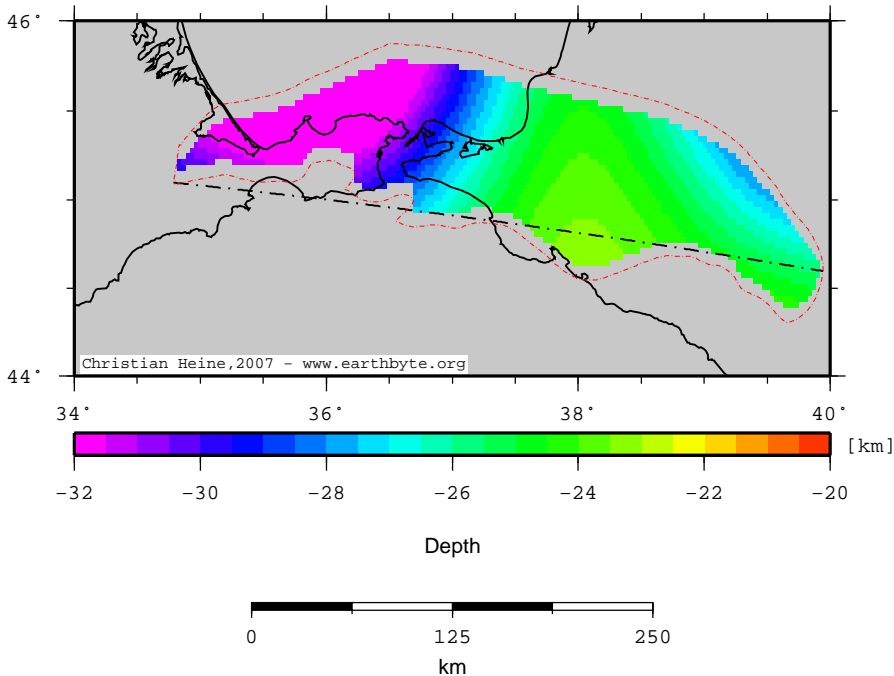 46°
44°
Christian Heine,2007 - www.earthbyte.org
34° 36° 38° 40°
[km]
-32 -30 -28 -26 -24 -22 -20
Depth
0 125 250
km